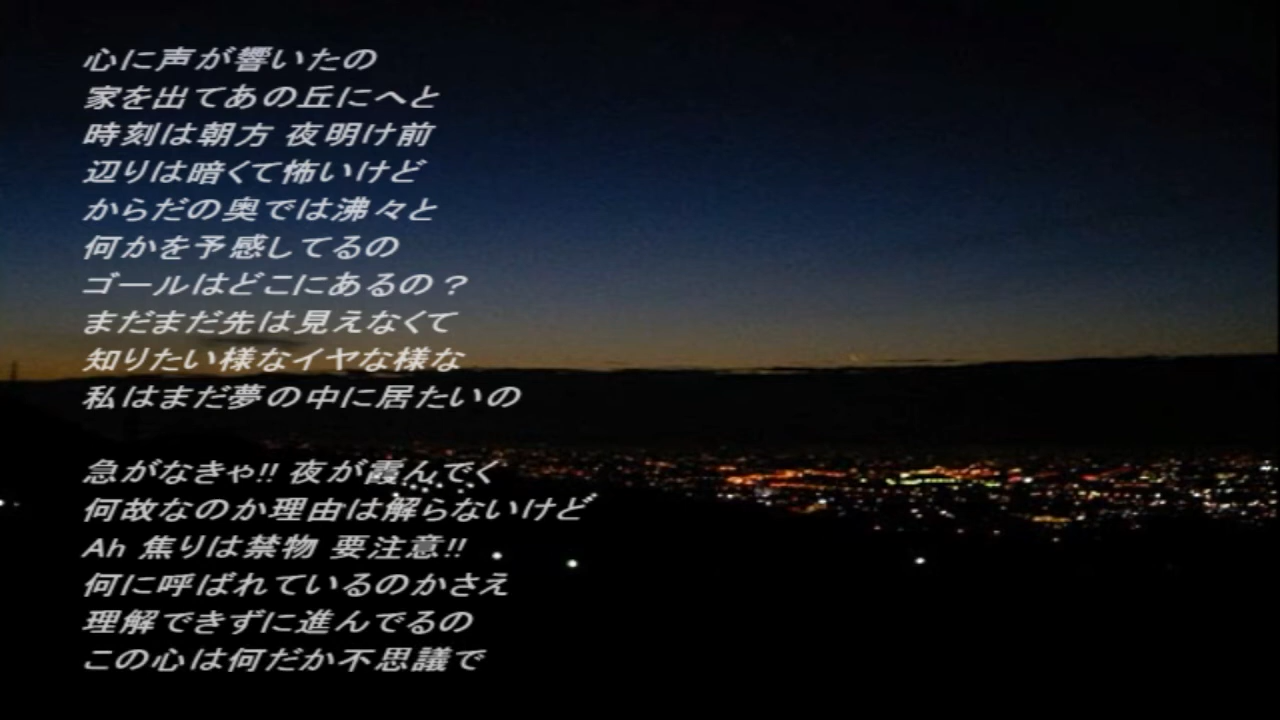 心に声が響いたの
家を出てあの丘にへと
時刻は朝方 夜明け前
辺りは暗くて怖いけど
からだの奥では沸々と
何かを予感してるの
ゴールはどこにあるの？
まだまだ先は見えなくて
知りたい様なイヤな様な
私はまだ夢の中に居たいの
急がなきゃ!! 夜が霞んでく
何故なのか理由は解らないけど
Ah 焦りは禁物 要注意!!
何に呼ばれているのかさえ
理解できずに進んでるの
この心は何だか不思議で